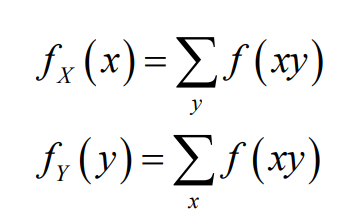 f_X (x) = ∑_y f (xy)
f_Y (y) = ∑_x f (xy)